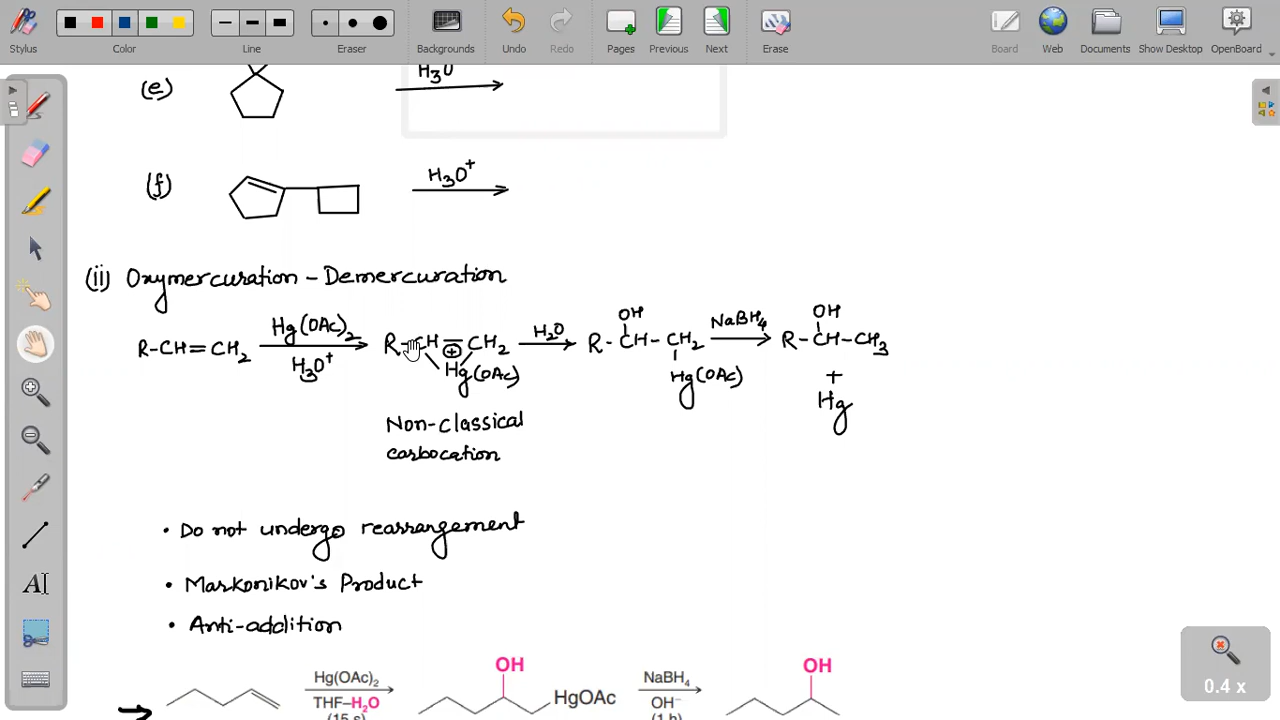 Stylus
Color
Line
Eraser
Backgrounds
Undo
Redo
Pages
Previous
Next
Erase
Board
Web
Documents
Show Desktop
OpenBoard
(e)
H3O
(f)
H3O+
(ii) Oxymercuration - Demercuration
R-CH=CH2
Hg(OAc)2
H3O+
R-CH=CH2
⊕
Hg(OAc)
H2O
OH
R-CH-CH2
Hg(OAc)
NaBH4
OH
R-CH-CH3
+
Hg
Non-classical
carbocation
• Do not undergo rearrangement
• Markonikov's Product
• Anti-addition
Hg(OAc)2
THF–H2O
(15 s)
OH
HgOAc
NaBH4
OH−
(1 h)
OH
A
0.4 x